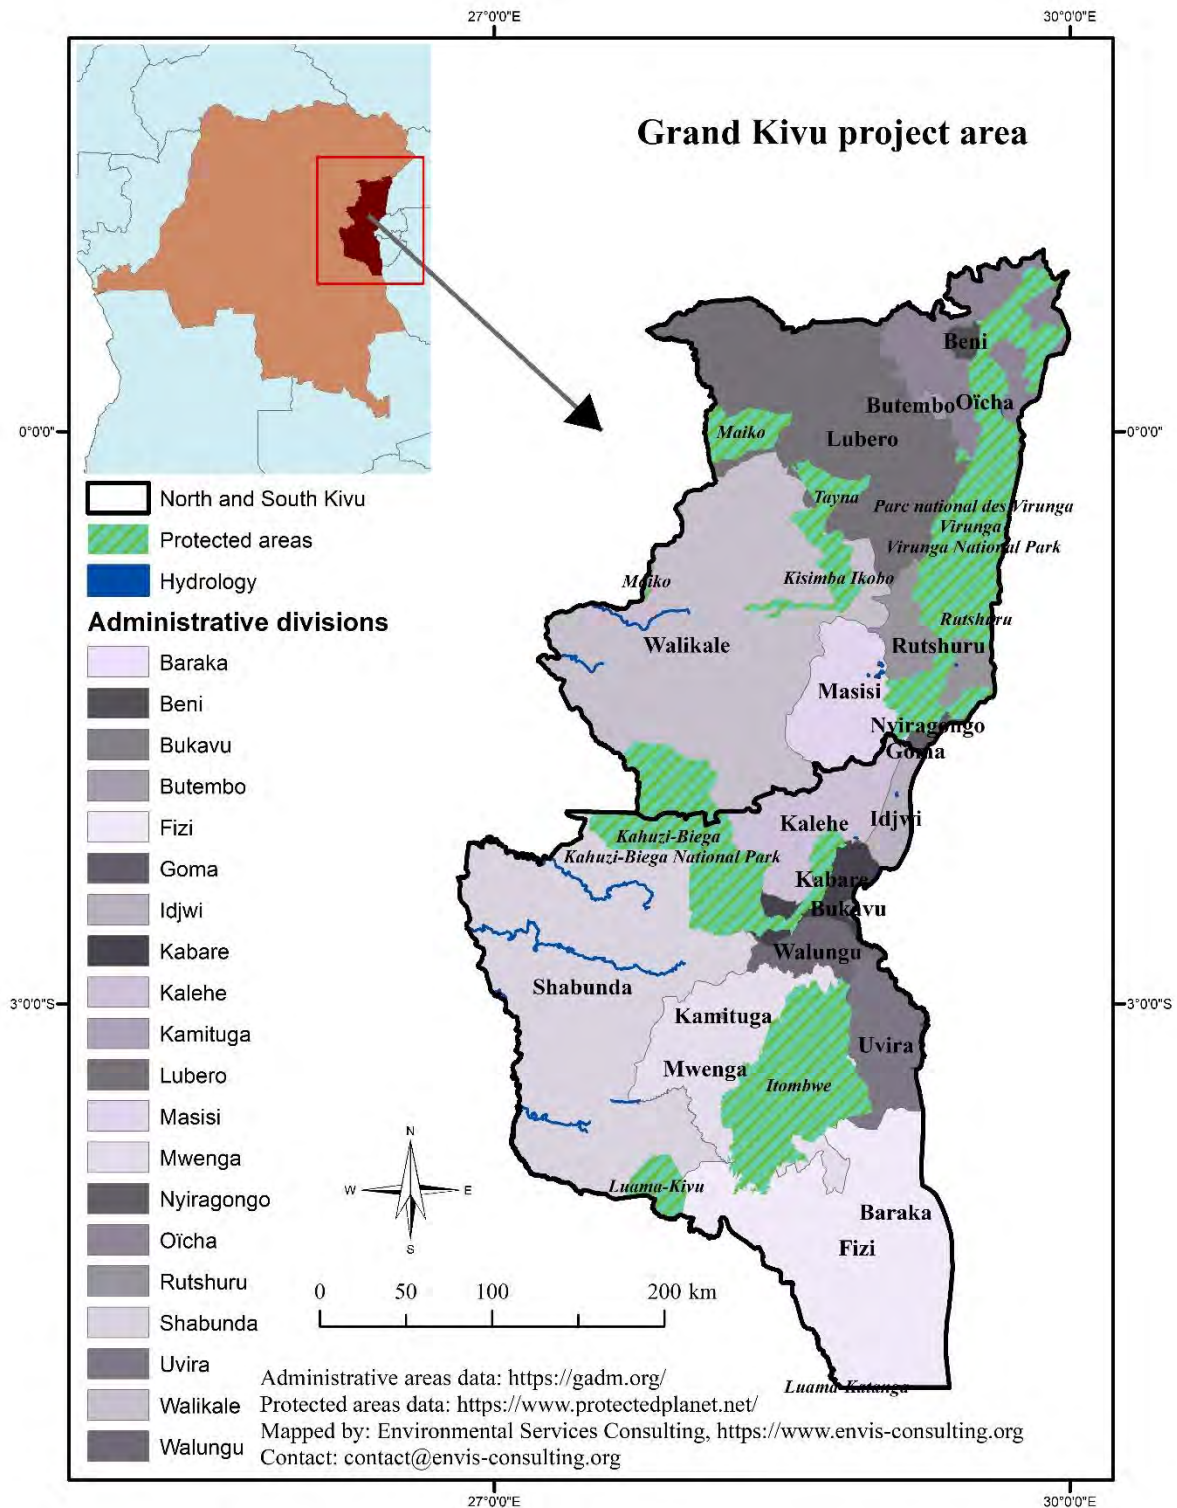 27°0'0"E
30°0'0"E
Grand Kivu project area
0°0'0"
0°0'0"
Beni
Butembo
Oïcha
Maiko
Lubero
Tayna
Parc national des Virunga
Virunga
Virunga National Park
Maiko
Kisimba Ikobo
Rutshuru
Walikale
Rutshuru
Masisi
Nyiragongo
Goma
Kalehe
Idjwi
Kahuzi-Biega
Kahuzi-Biega National Park
Kabare
Bukavu
Walungu
Shabunda
3°0'0"S
3°0'0"S
Kamituga
Uvira
Mwenga
Itombwe
Luama-Kivu
Baraka
Fizi
Luama-Katanga
North and South Kivu
Protected areas
Hydrology
Administrative divisions
Baraka
Beni
Bukavu
Butembo
Fizi
Goma
Idjwi
Kabare
Kalehe
Kamituga
Lubero
Masisi
Mwenga
Nyiragongo
Oïcha
Rutshuru
Shabunda
Uvira
Walikale
Walungu
N
W E
S
0 50 100 200 km
Administrative areas data: https://gadm.org/
Protected areas data: https://www.protectedplanet.net/
Mapped by: Environmental Services Consulting, https://www.envis-consulting.org
Contact: contact@envis-consulting.org
27°0'0"E
30°0'0"E